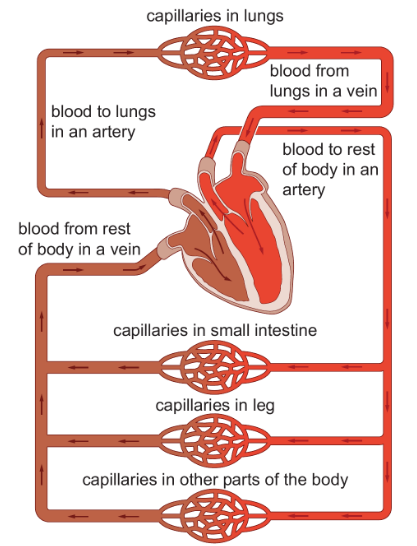 capillaries in lungs
blood from
lungs in a vein
blood to lungs
in an artery
blood to rest
of body in an
artery
blood from rest
of body in a vein
capillaries in small intestine
capillaries in leg
capillaries in other parts of the body